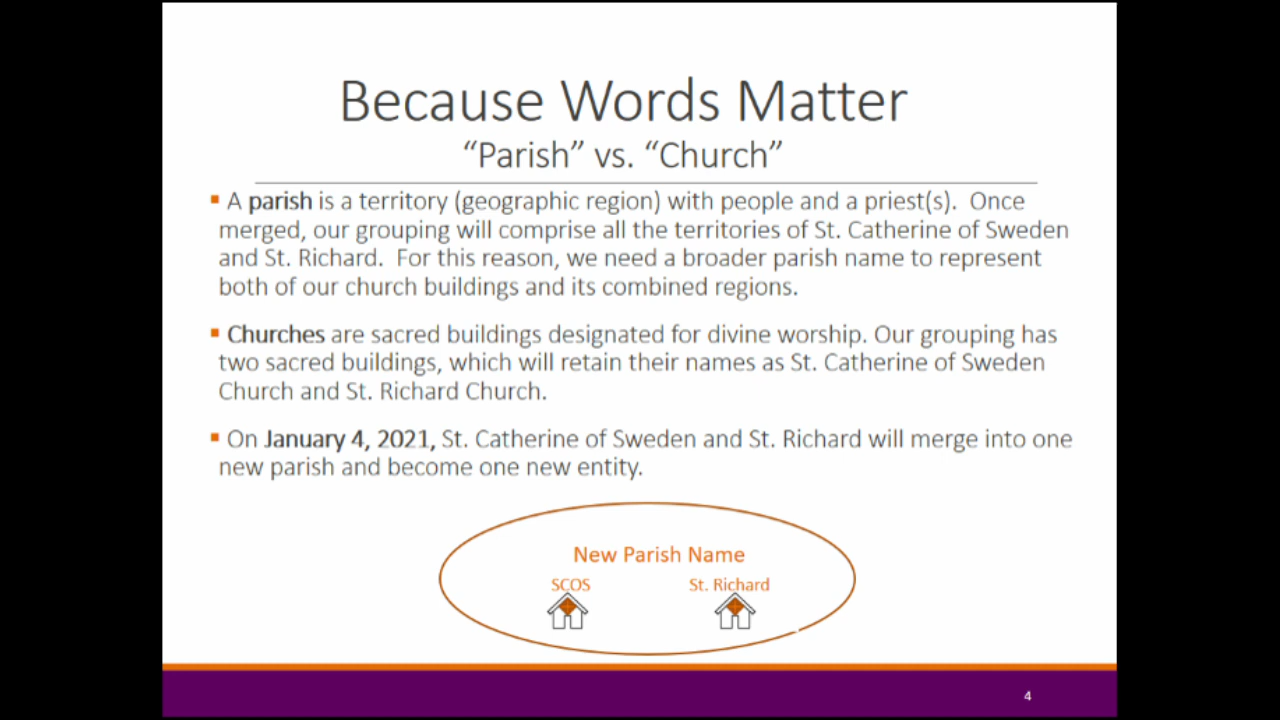 Because Words Matter
“Parish” vs. “Church”
▪ A parish is a territory (geographic region) with people and a priest(s).  Once
merged, our grouping will comprise all the territories of St. Catherine of Sweden
and St. Richard.  For this reason, we need a broader parish name to represent
both of our church buildings and its combined regions.
▪ Churches are sacred buildings designated for divine worship. Our grouping has
two sacred buildings, which will retain their names as St. Catherine of Sweden
Church and St. Richard Church.
▪ On January 4, 2021, St. Catherine of Sweden and St. Richard will merge into one
new parish and become one new entity.
New Parish Name
SCOS St. Richard
4